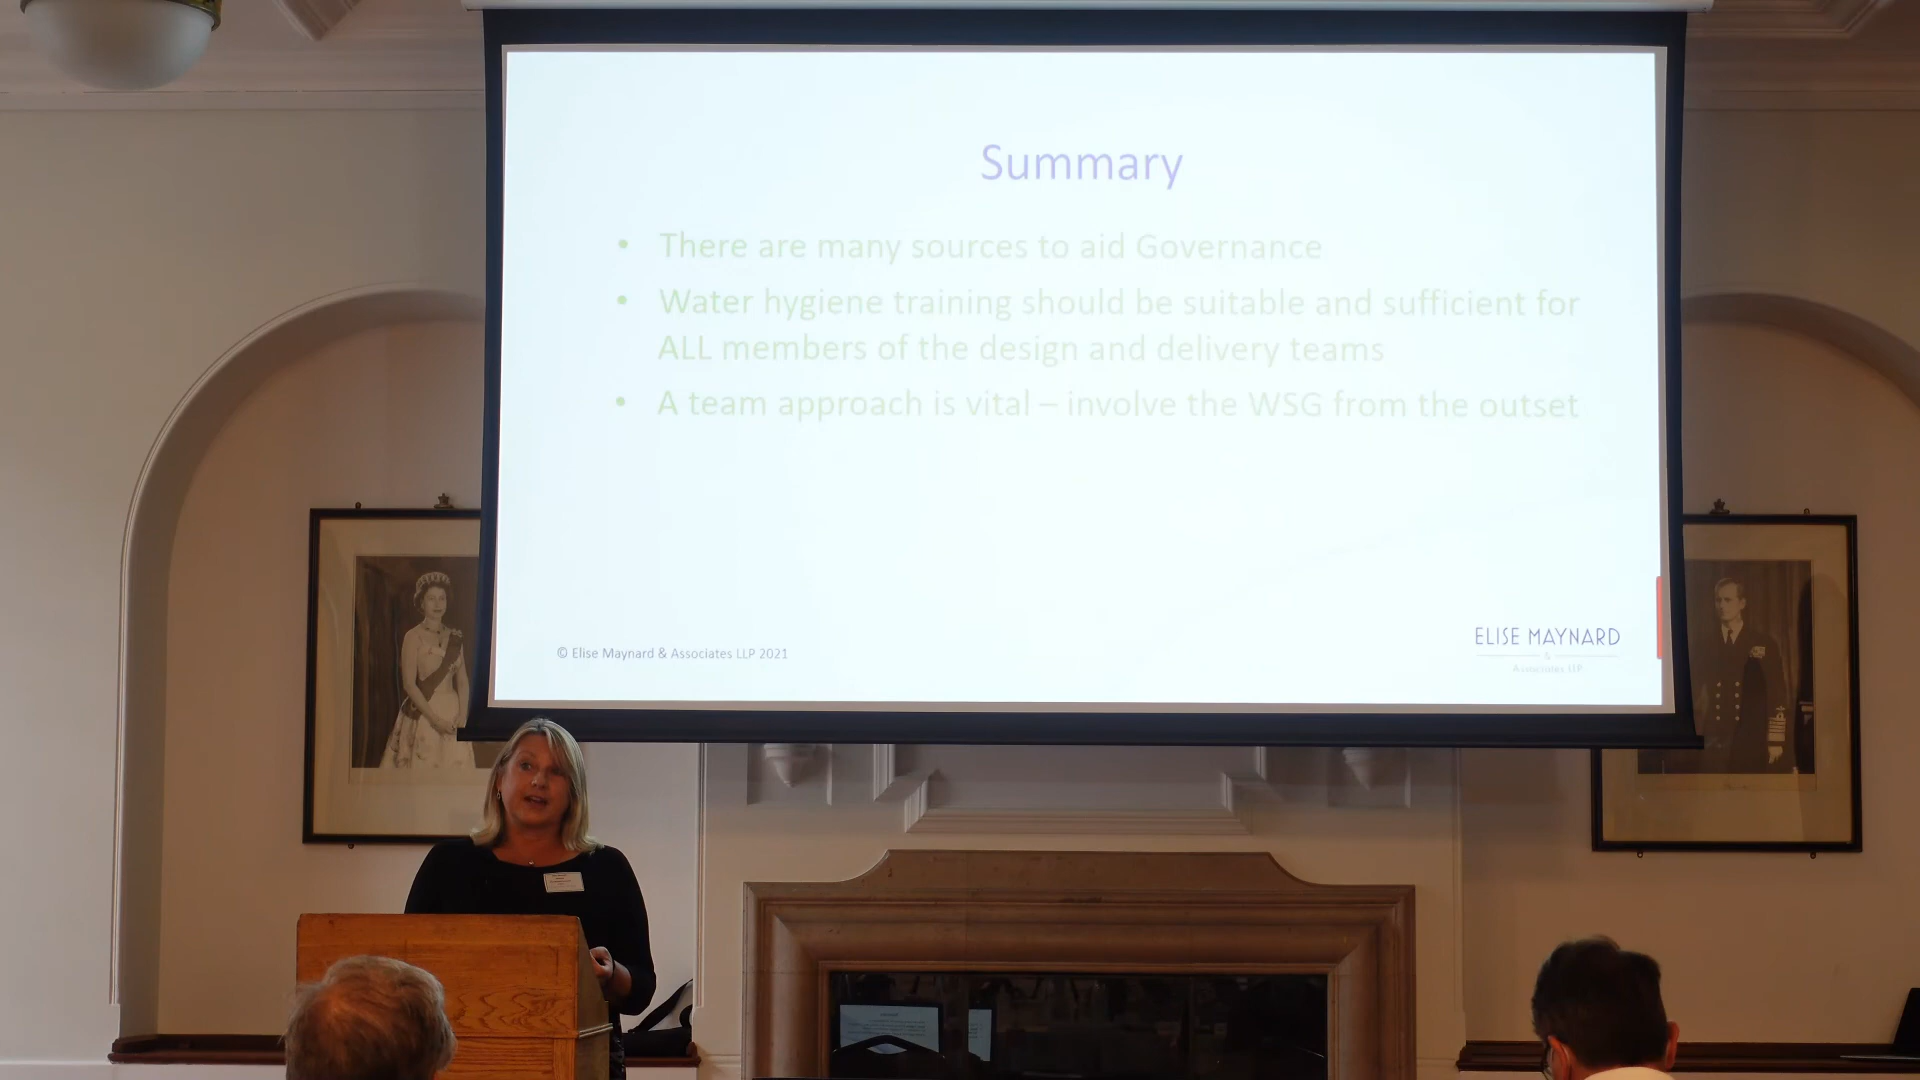 Summary
• There are many sources to aid Governance
• Water hygiene training should be suitable and sufficient for
ALL members of the design and delivery teams
• A team approach is vital – involve the WSG from the outset
© Elise Maynard & Associates LLP 2021
ELISE MAYNARD
&
Associates LLP